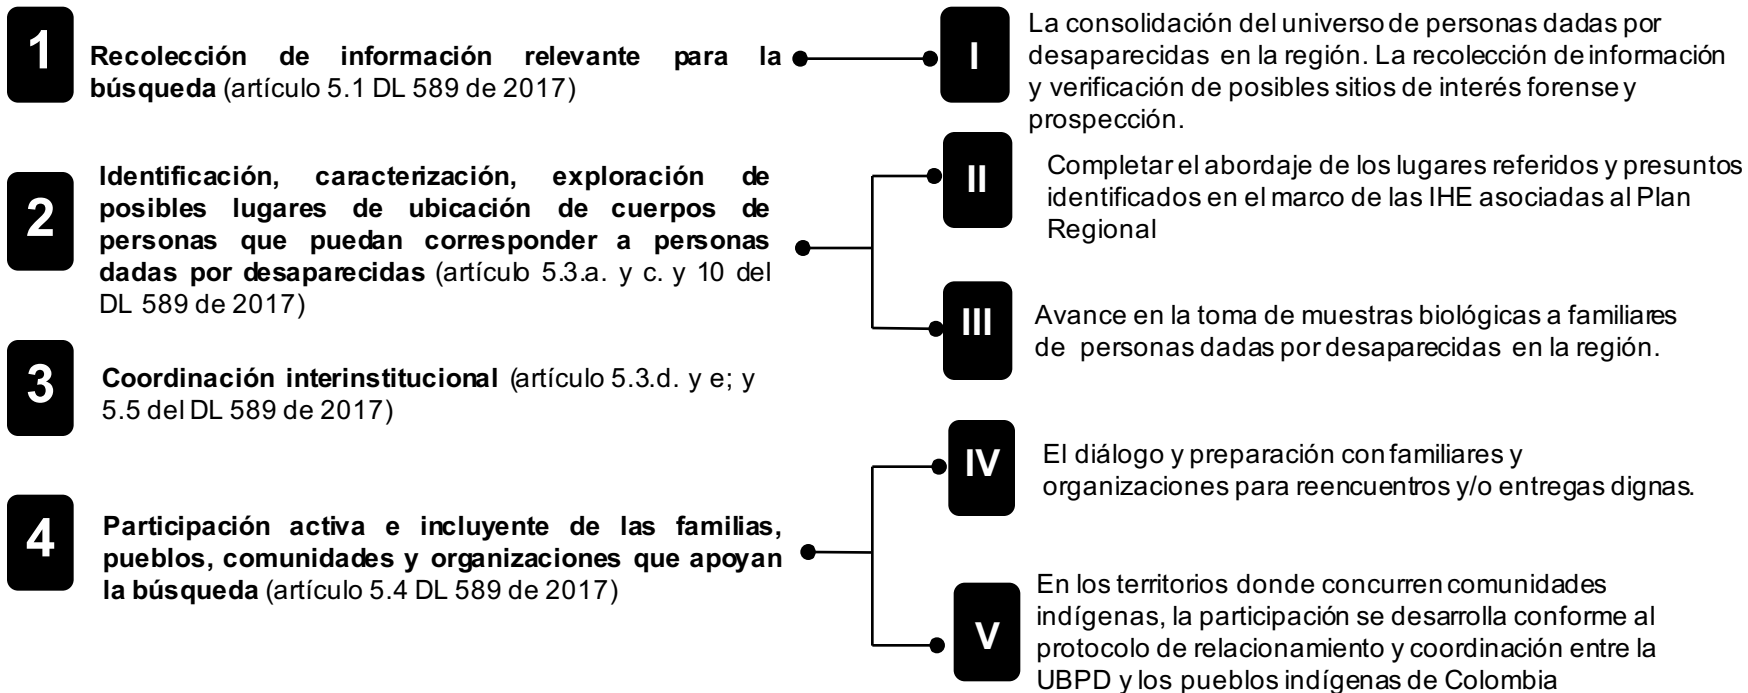 1
Recolección de información relevante para la
búsqueda (artículo 5.1 DL 589 de 2017)
I
La consolidación del universo de personas dadas por
desaparecidas en la región. La recolección de información
y verificación de posibles sitios de interés forense y
prospección.
2
Identificación, caracterización, exploración de
posibles lugares de ubicación de cuerpos de
personas que puedan corresponder a personas
dadas por desaparecidas (artículo 5.3.a. y c. y 10 del
DL 589 de 2017)
II
Completar el abordaje de los lugares referidos y presuntos
identificados en el marco de las IHE asociadas al Plan
Regional
III
Avance en la toma de muestras biológicas a familiares
de personas dadas por desaparecidas en la región.
3
Coordinación interinstitucional (artículo 5.3.d. y e; y
5.5 del DL 589 de 2017)
4
Participación activa e incluyente de las familias,
pueblos, comunidades y organizaciones que apoyan
la búsqueda (artículo 5.4 DL 589 de 2017)
IV
El diálogo y preparación con familiares y
organizaciones para reencuentros y/o entregas dignas.
V
En los territorios donde concurren comunidades
indígenas, la participación se desarrolla conforme al
protocolo de relacionamiento y coordinación entre la
UBPD y los pueblos indígenas de Colombia